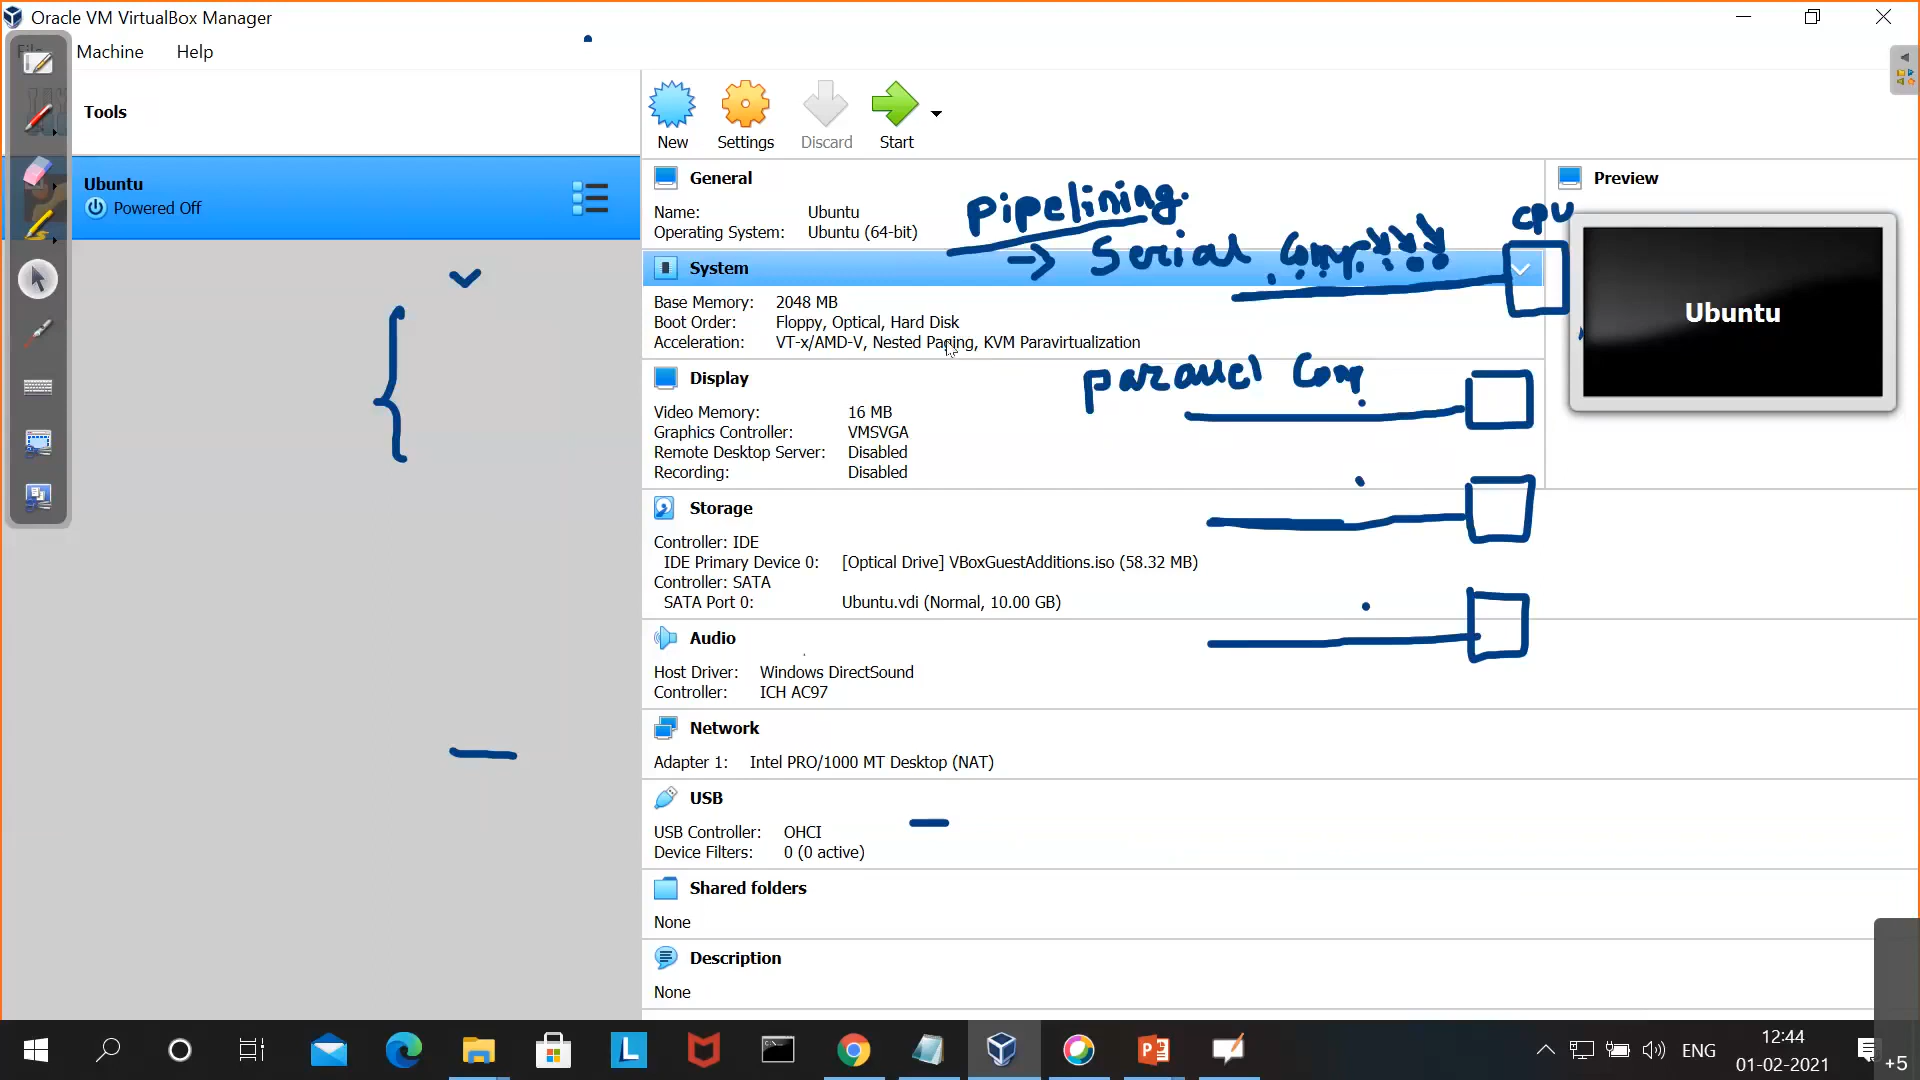 Oracle VM VirtualBox Manager
File Machine Help
Tools
New Settings Discard Start
Ubuntu
Powered Off
General
Name: Ubuntu
Operating System: Ubuntu (64-bit)
Preview
Ubuntu
pipelining.
→ Serial Comp
CPU
System
Base Memory: 2048 MB
Boot Order: Floppy, Optical, Hard Disk
Acceleration: VT-x/AMD-V, Nested Paging, KVM Paravirtualization
parallel Comp
Display
Video Memory: 16 MB
Graphics Controller: VMSVGA
Remote Desktop Server: Disabled
Recording: Disabled
Storage
Controller: IDE
IDE Primary Device 0: [Optical Drive] VBoxGuestAdditions.iso (58.32 MB)
Controller: SATA
SATA Port 0: Ubuntu.vdi (Normal, 10.00 GB)
Audio
Host Driver: Windows DirectSound
Controller: ICH AC97
Network
Adapter 1: Intel PRO/1000 MT Desktop (NAT)
USB
USB Controller: OHCI
Device Filters: 0 (0 active)
Shared folders
None
Description
None
ENG
12:44
01-02-2021
+5